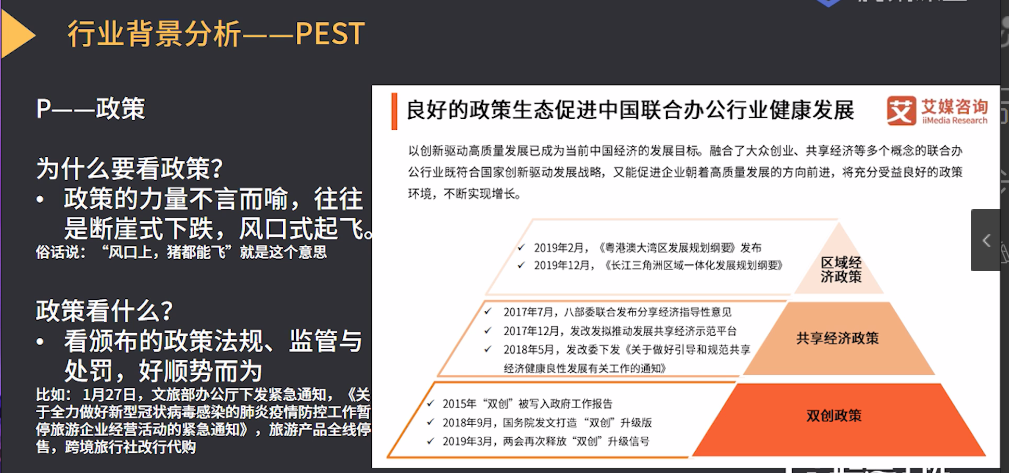 行业背景分析——PEST
P——政策
为什么要看政策？
• 政策的力量不言而喻，往往
是断崖式下跌，风口式起飞。
俗话说：“风口上，猪都能飞”就是这个意思
政策看什么？
• 看颁布的政策法规、监管与
处罚，好顺势而为
比如： 1月27日，文旅部办公厅下发紧急通知，《关
于全力做好新型冠状病毒感染的肺炎疫情防控工作暂
停旅游企业经营活动的紧急通知》，旅游产品全线停
售，跨境旅行社改行代购
良好的政策生态促进中国联合办公行业健康发展
艾 艾媒咨询
iiMedia Research
以创新驱动高质量发展已成为当前中国经济的发展目标。融合了大众创业、共享经济等多个概念的联合办
公行业既符合国家创新驱动发展战略，又能促进企业朝着高质量发展的方向前进，将充分受益良好的政策
环境，不断实现增长。
✓ 2019年2月，《粤港澳大湾区发展规划纲要》发布
✓ 2019年12月，《长江三角洲区域一体化发展规划纲要》
区域经
济政策
✓ 2017年7月，八部委联合发布分享经济指导性意见
✓ 2017年12月，发改发拟推动发展共享经济示范平台
✓ 2018年5月，发改委下发《关于做好引导和规范共享
经济健康良性发展有关工作的通知》
共享经济政策
✓ 2015年“双创”被写入政府工作报告
✓ 2018年9月，国务院发文打造“双创”升级版
✓ 2019年3月，两会再次释放“双创”升级信号
双创政策